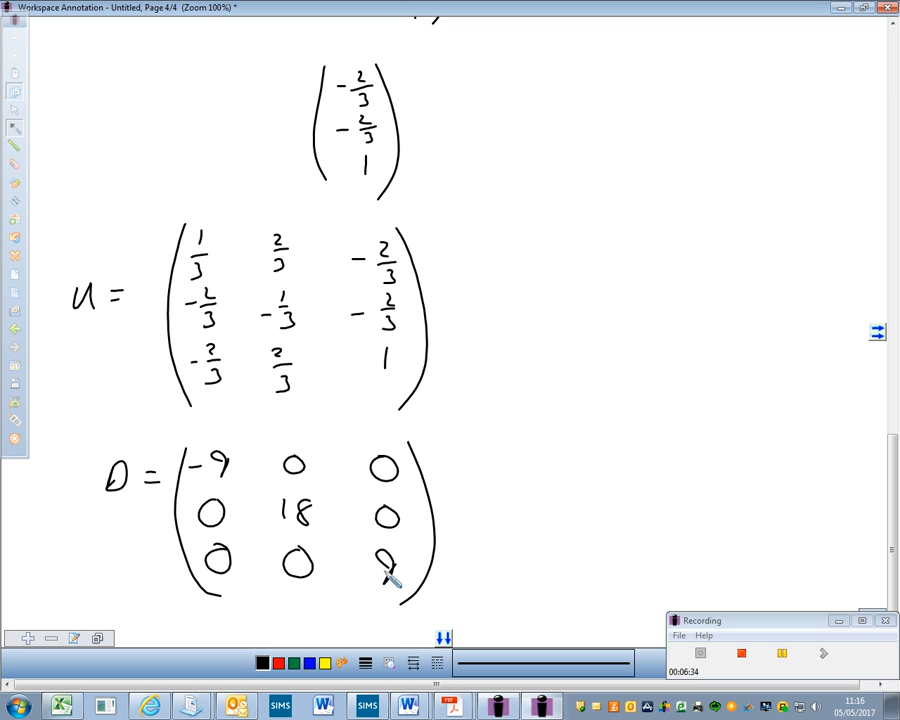 Workspace Annotation - Untitled, Page 4/4 (Zoom 100%) *
- 2/3
- 2/3
1
U =
1/3 2/3 - 2/3
- 2/3 - 1/3 - 2/3
- 2/3 2/3 1
D =
- 9 0 0
0 18 0
0 0 9
Recording
File Help
00:06:34
SIMS
SIMS
11:16
05/05/2017